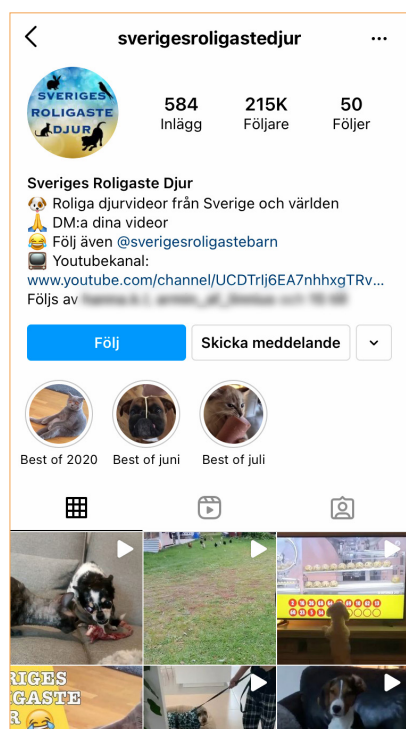 sverigesroligastedjur
SVERIGES
ROLIGASTE
DJUR
584
215K
50
Inlägg
Följare
Följer
Sveriges Roligaste Djur
🐶 Roliga djurvideor från Sverige och världen
🙏 DM:a dina videor
😂 Följ även @sverigesroligastebarn
📺 Youtubekanal:
www.youtube.com/channel/UCDTrlj6EA7nhhxgTRv...
Följs av
Följ
Skicka meddelande
Best of 2020
Best of juni
Best of juli
RIGES
GASTE
R